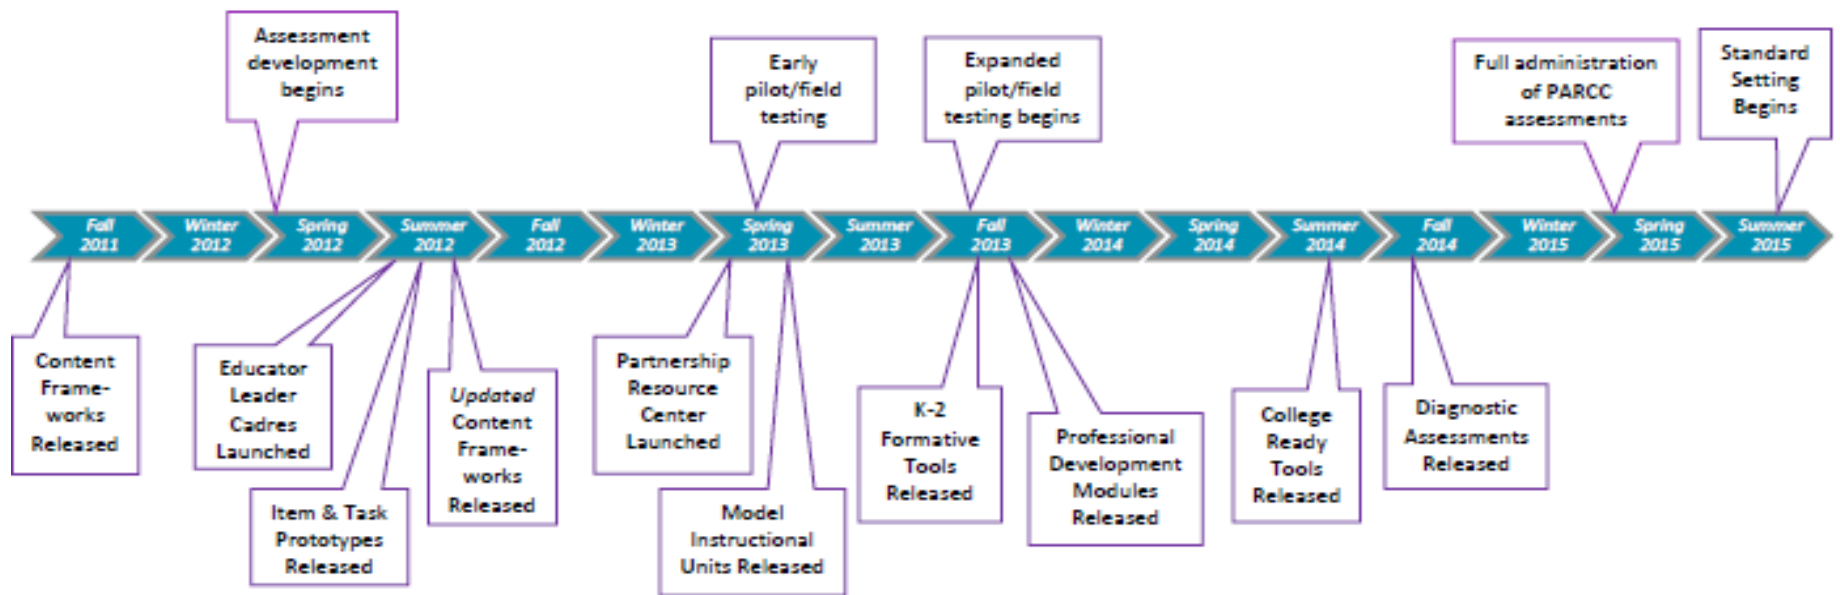 Assessment
development
begins
Early
pilot/field
testing
Expanded
pilot/field
testing begins
Full administration
of PARCC
assessments
Standard
Setting
Begins
Fall
2011
Winter
2012
Spring
2012
Summer
2012
Fall
2012
Winter
2013
Spring
2013
Summer
2013
Fall
2013
Winter
2014
Spring
2014
Summer
2014
Fall
2014
Winter
2015
Spring
2015
Summer
2015
Content
Frame-
works
Released
Educator
Leader
Cadres
Launched
Item & Task
Prototypes
Released
Updated
Content
Frame-
works
Released
Partnership
Resource
Center
Launched
Model
Instructional
Units Released
K-2
Formative
Tools
Released
Professional
Development
Modules
Released
College
Ready
Tools
Released
Diagnostic
Assessments
Released